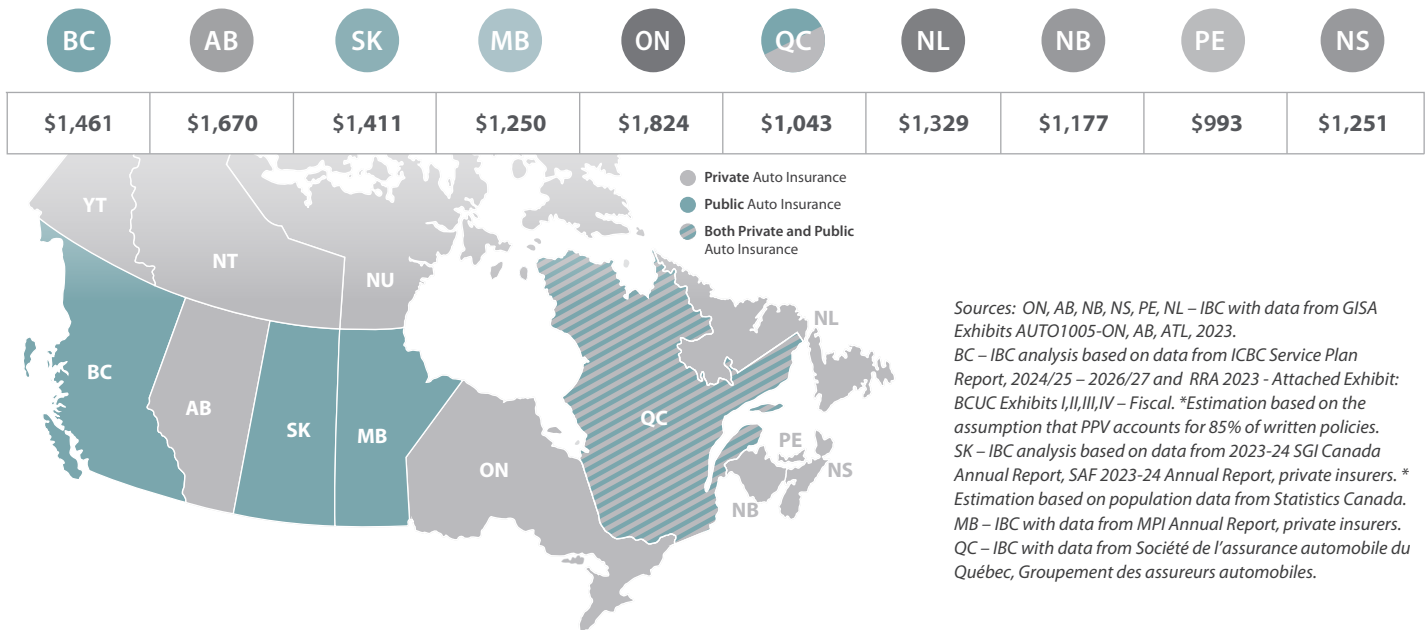 BC AB SK MB ON QC NL NB PE NS
$1,461 $1,670 $1,411 $1,250 $1,824 $1,043 $1,329 $1,177 $993 $1,251
Private Auto Insurance
Public Auto Insurance
Both Private and Public
Auto Insurance
YT
NT
NU
BC
AB
SK
MB
ON
QC
NL
PE
NS
NB
Sources: ON, AB, NB, NS, PE, NL – IBC with data from GISA
Exhibits AUTO1005-ON, AB, ATL, 2023.
BC – IBC analysis based on data from ICBC Service Plan
Report, 2024/25 – 2026/27 and RRA 2023 - Attached Exhibit:
BCUC Exhibits I,II,III,IV – Fiscal. *Estimation based on the
assumption that PPV accounts for 85% of written policies.
SK – IBC analysis based on data from 2023-24 SGI Canada
Annual Report, SAF 2023-24 Annual Report, private insurers. *
Estimation based on population data from Statistics Canada.
MB – IBC with data from MPI Annual Report, private insurers.
QC – IBC with data from Société de l’assurance automobile du
Québec, Groupement des assureurs automobiles.